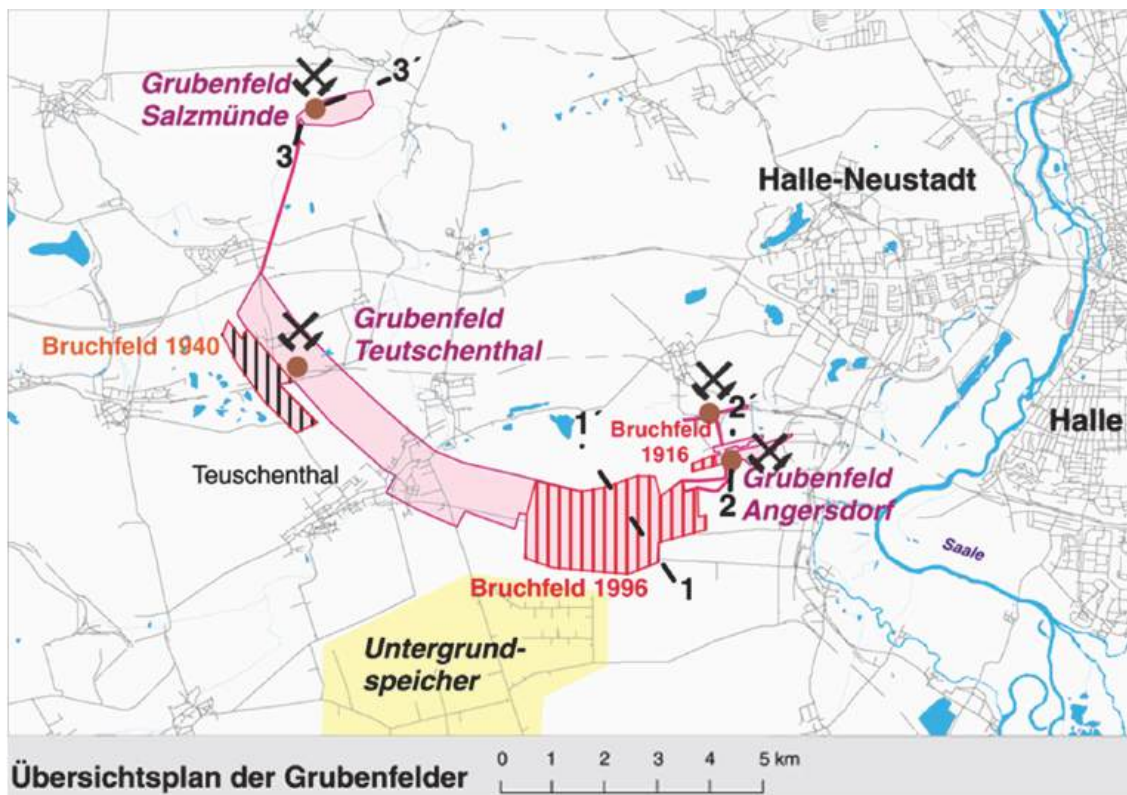 Grubenfeld
Salzmünde
3´
3
Halle-Neustadt
Bruchfeld 1940
Grubenfeld
Teutschenthal
Halle
1´
2´
Bruchfeld
1916
Teuschenthal
Grubenfeld
Angersdorf
2
Saale
Bruchfeld 1996
1
Untergrund-
speicher
0 1 2 3 4 5 km
Übersichtsplan der Grubenfelder